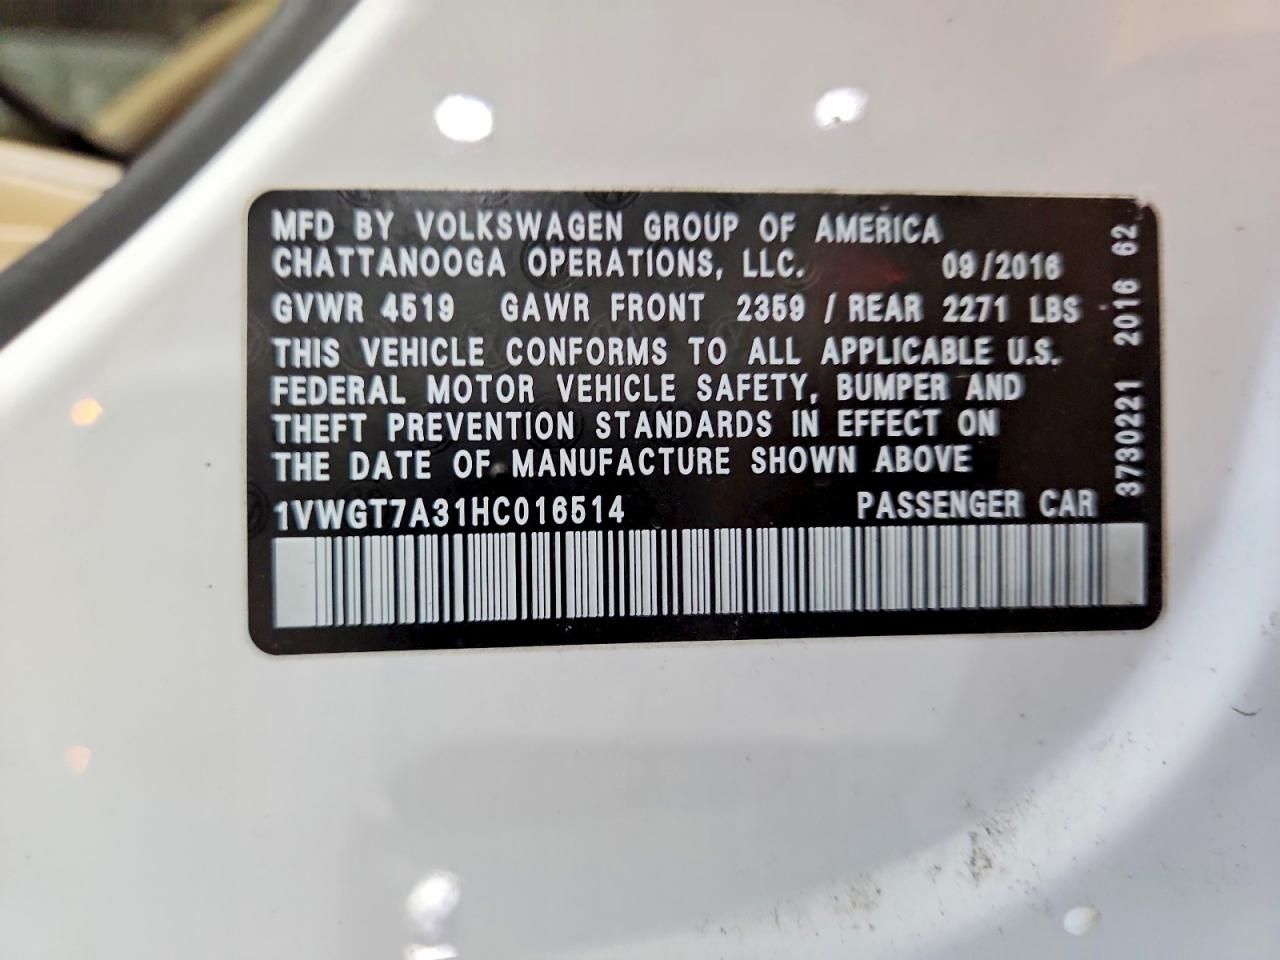 MFD BY VOLKSWAGEN GROUP OF AMERICA
CHATTANOOGA OPERATIONS, LLC. 09/2016
GVWR 4519 GAWR FRONT 2359 / REAR 2271 LBS
THIS VEHICLE CONFORMS TO ALL APPLICABLE U.S.
FEDERAL MOTOR VEHICLE SAFETY, BUMPER AND
THEFT PREVENTION STANDARDS IN EFFECT ON
THE DATE OF MANUFACTURE SHOWN ABOVE
1VWGT7A31HC016514 PASSENGER CAR
3730221 2016 62